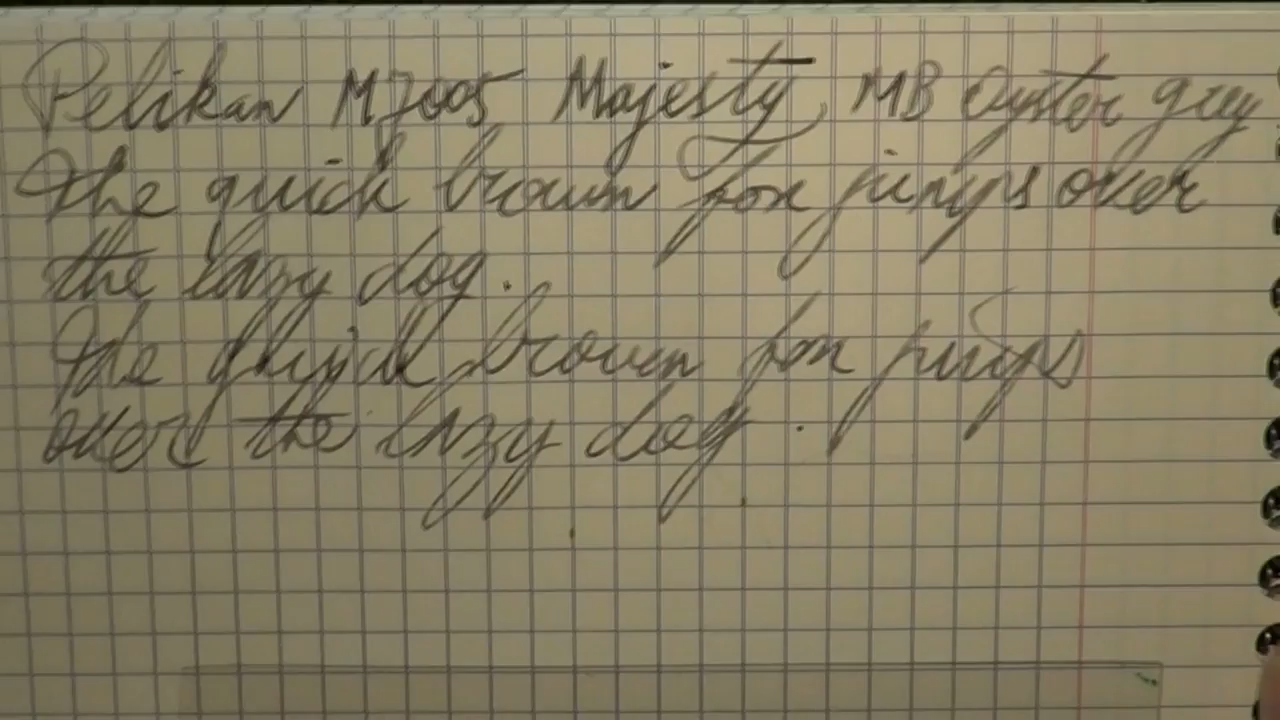 Pelikan M7005 Majesty, MB Oyster grey
The quick brown fox jumps over
the lazy dog.
The quick brown fox jumps
over the lazy dog.